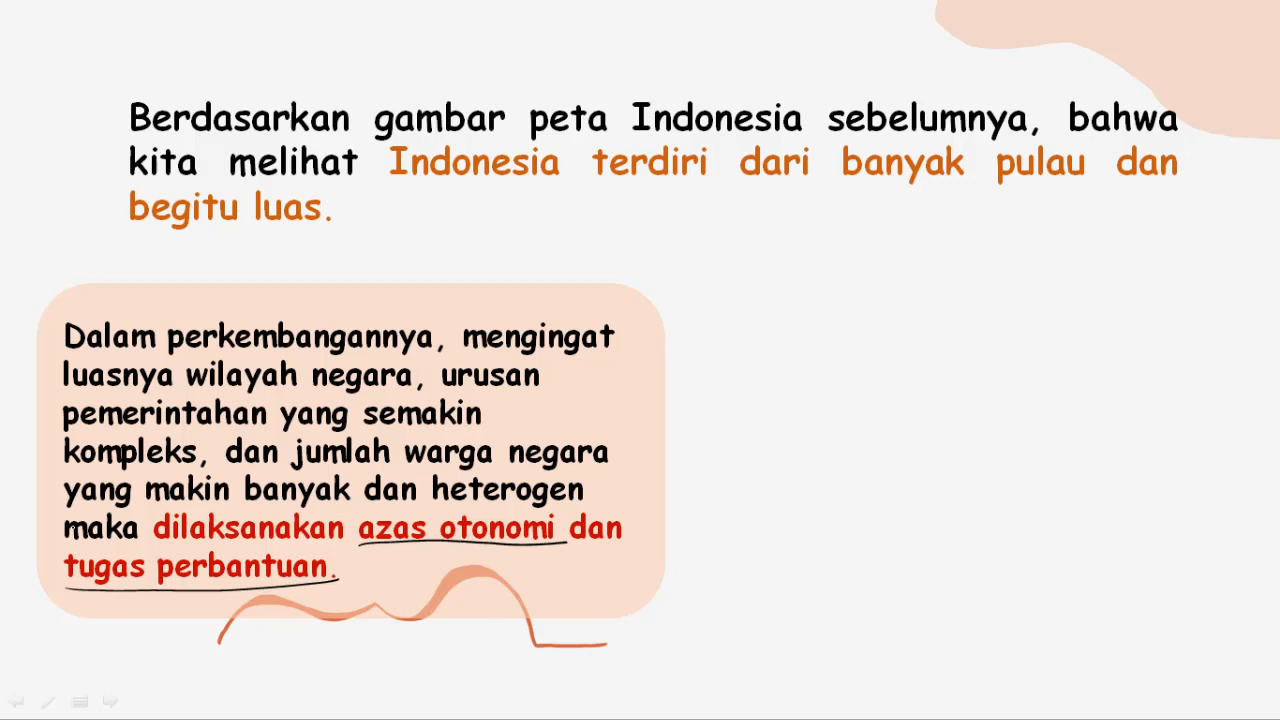 Berdasarkan gambar peta Indonesia sebelumnya, bahwa
kita melihat Indonesia terdiri dari banyak pulau dan
begitu luas.
Dalam perkembangannya, mengingat
luasnya wilayah negara, urusan
pemerintahan yang semakin
kompleks, dan jumlah warga negara
yang makin banyak dan heterogen
maka dilaksanakan azas otonomi dan
tugas perbantuan.